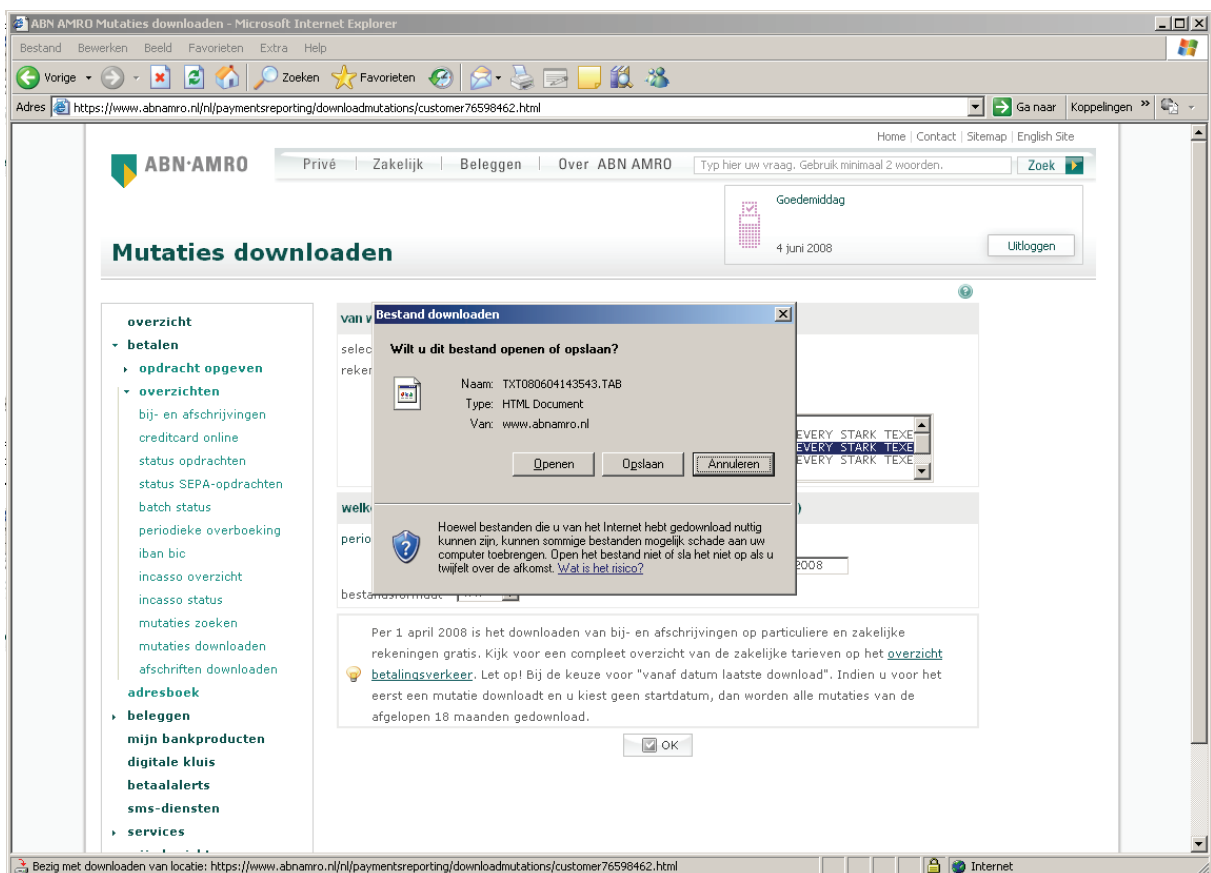 ABN AMRO Mutaties downloaden - Microsoft Internet Explorer
Bestand Bewerken Beeld Favorieten Extra Help
Vorige Zoeken Favorieten
Adres https://www.abnamro.nl/nl/paymentsreporting/downloadmutations/customer76598462.html Ga naar Koppelingen »
Home | Contact | Sitemap | English Site
ABN·AMRO Privé | Zakelijk | Beleggen | Over ABN AMRO Typ hier uw vraag. Gebruik minimaal 2 woorden. Zoek
Goedemiddag
4 juni 2008 Uitloggen
Mutaties downloaden
overzicht
betalen
opdracht opgeven
overzichten
bij- en afschrijvingen
creditcard online
status opdrachten
status SEPA-opdrachten
batch status
periodieke overboeking
iban bic
incasso overzicht
incasso status
mutaties zoeken
mutaties downloaden
afschriften downloaden
adresboek
beleggen
mijn bankproducten
digitale kluis
betaalalerts
sms-diensten
services
van
selec
reker
EVERY STARK TEXE
EVERY STARK TEXE
EVERY STARK TEXE
welk )
perio 2008
Bestand downloaden
Wilt u dit bestand openen of opslaan?
Naam: TXT080604143543.TAB
Type: HTML Document
Van: www.abnamro.nl
Openen Opslaan Annuleren
Hoewel bestanden die u van het Internet hebt gedownload nuttig
kunnen zijn, kunnen sommige bestanden mogelijk schade aan uw
computer toebrengen. Open het bestand niet of sla het niet op als u
twijfelt over de afkomst. Wat is het risico?
Per 1 april 2008 is het downloaden van bij- en afschrijvingen op particuliere en zakelijke
rekeningen gratis. Kijk voor een compleet overzicht van de zakelijke tarieven op het overzicht
betalingsverkeer. Let op! Bij de keuze voor "vanaf datum laatste download". Indien u voor het
eerst een mutatie downloadt en u kiest geen startdatum, dan worden alle mutaties van de
afgelopen 18 maanden gedownload.
OK
Bezig met downloaden van locatie: https://www.abnamro.nl/nl/paymentsreporting/downloadmutations/customer76598462.html Internet